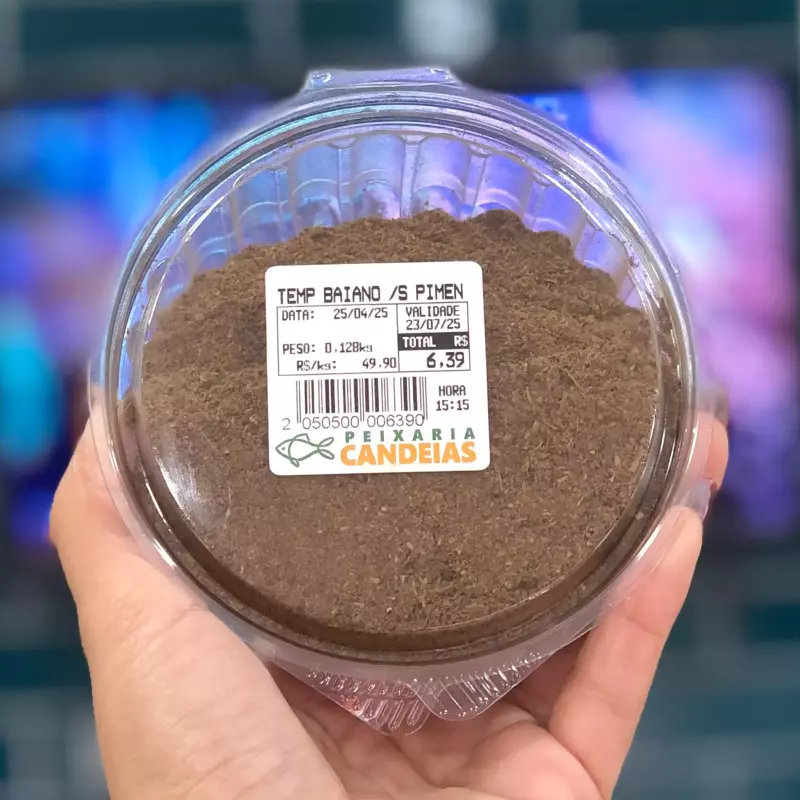 TEMP BAIANO /S PIMEN
DATA: 25/04/25
VALIDADE
23/07/25
PESO: 0,128kg
TOTAL R$
R$/kg: 49,90
6,39
HORA
15:15
2 050500 006390
PEIXARIA
CANDEIAS